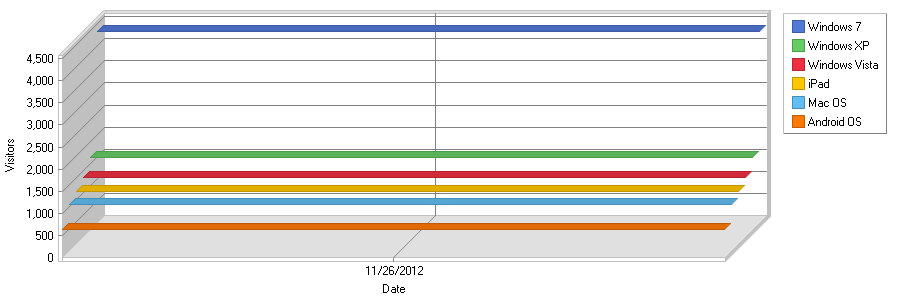 4,500
4,000
3,500
3,000
2,500
2,000
1,500
1,000
500
0
Visitors
11/26/2012
Date
Windows 7
Windows XP
Windows Vista
iPad
Mac OS
Android OS